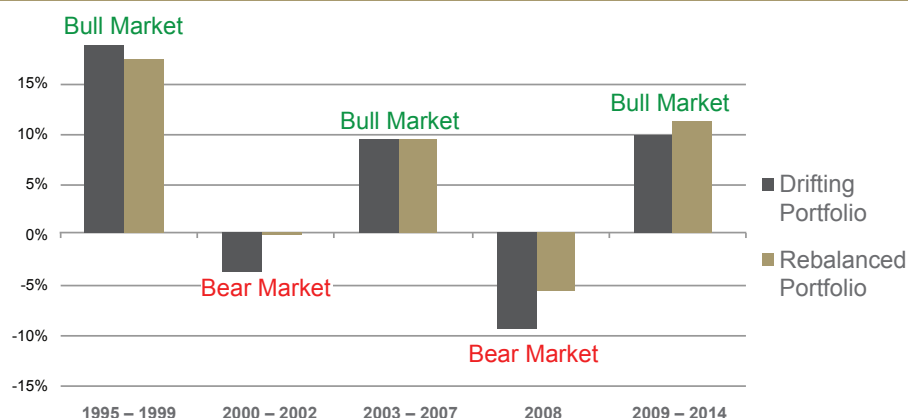 Bull Market
15%
Bull Market
Bull Market
10%
5%
Drifting
Portfolio
0%
Rebalanced
Portfolio
-5%
Bear Market
-10%
Bear Market
-15%
1995 – 1999 2000 – 2002 2003 – 2007 2008 2009 – 2014